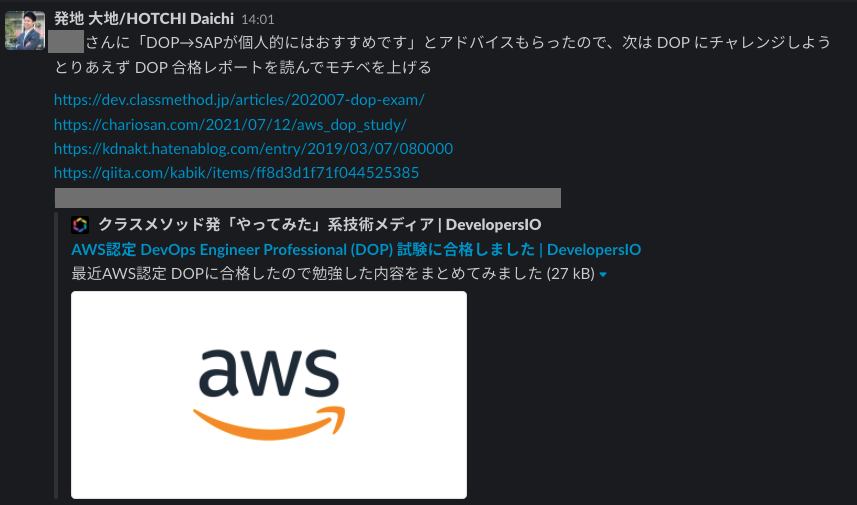 発地 大地/HOTCHI Daichi 14:01
さんに「DOP→SAPが個人的にはおすすめです」とアドバイスもらったので、次は DOP にチャレンジしよう
とりあえず DOP 合格レポートを読んでモチベを上げる
https://dev.classmethod.jp/articles/202007-dop-exam/
https://chariosan.com/2021/07/12/aws_dop_study/
https://kdnakt.hatenablog.com/entry/2019/03/07/080000
https://qiita.com/kabik/items/ff8d3d1f71f044525385
クラスメソッド発「やってみた」系技術メディア | DevelopersIO
AWS認定 DevOps Engineer Professional (DOP) 試験に合格しました | DevelopersIO
最近AWS認定 DOPに合格したので勉強した内容をまとめてみました (27 kB)
aws